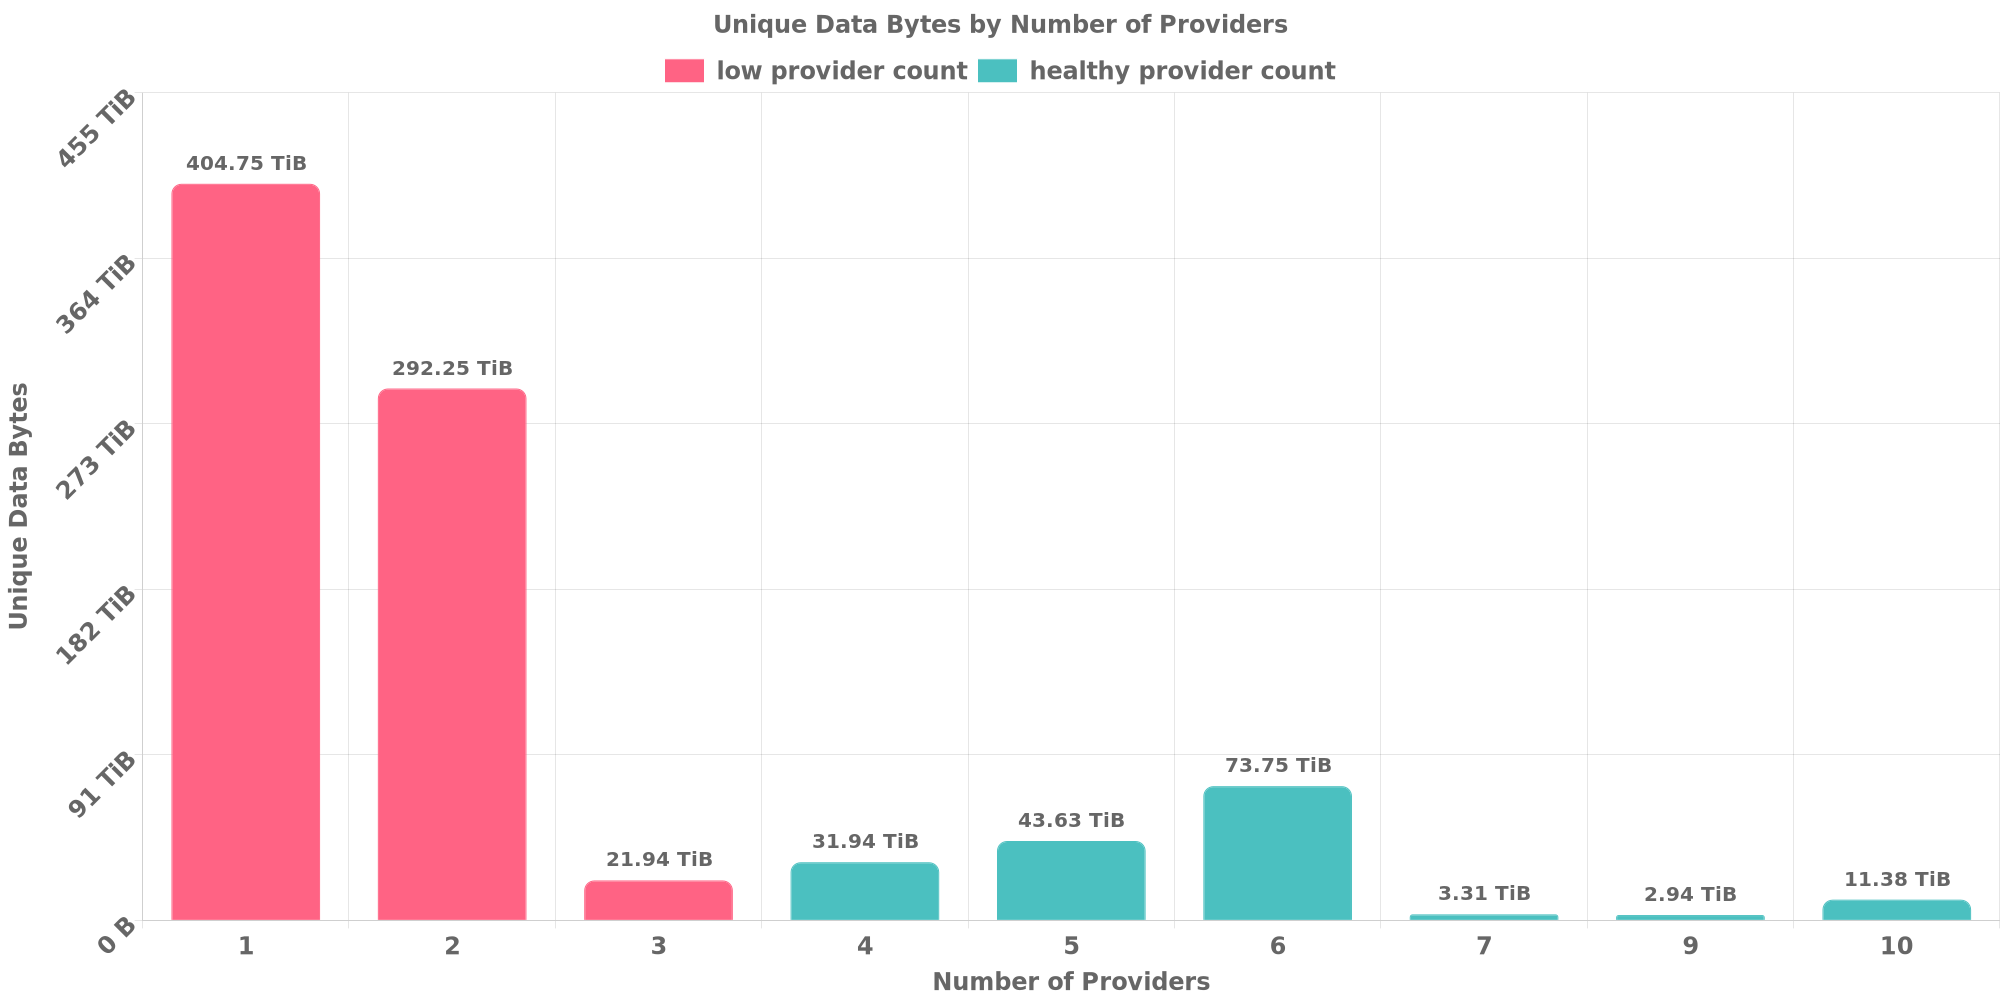 Unique Data Bytes by Number of Providers
low provider count healthy provider count
455 TiB
364 TiB
273 TiB
182 TiB
91 TiB
0 B
Unique Data Bytes
404.75 TiB
292.25 TiB
21.94 TiB
31.94 TiB
43.63 TiB
73.75 TiB
3.31 TiB
2.94 TiB
11.38 TiB
1 2 3 4 5 6 7 9 10
Number of Providers